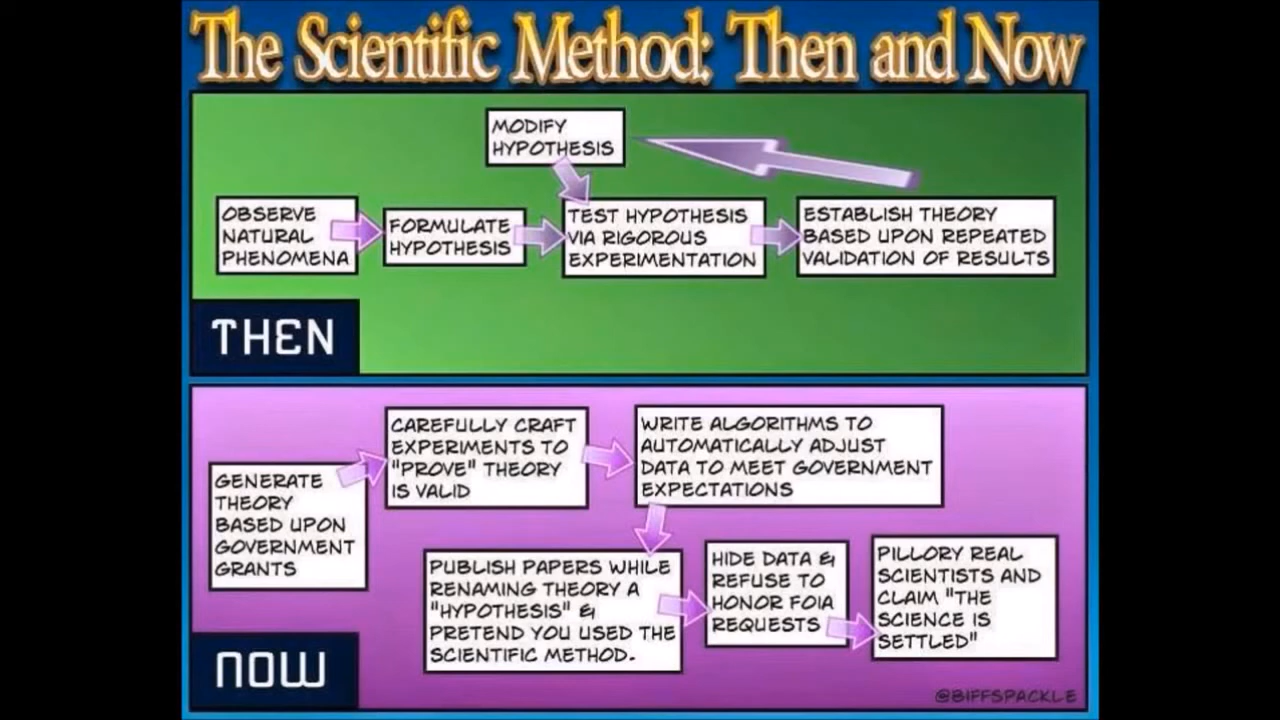 The Scientific Method: Then and Now
MODIFY
HYPOTHESIS
OBSERVE
NATURAL
PHENOMENA
FORMULATE
HYPOTHESIS
TEST HYPOTHESIS
VIA RIGOROUS
EXPERIMENTATION
ESTABLISH THEORY
BASED UPON REPEATED
VALIDATION OF RESULTS
THEN
GENERATE
THEORY
BASED UPON
GOVERNMENT
GRANTS
CAREFULLY CRAFT
EXPERIMENTS TO
"PROVE" THEORY
IS VALID
WRITE ALGORITHMS TO
AUTOMATICALLY ADJUST
DATA TO MEET GOVERNMENT
EXPECTATIONS
PUBLISH PAPERS WHILE
RENAMING THEORY A
"HYPOTHESIS" &
PRETEND YOU USED THE
SCIENTIFIC METHOD.
HIDE DATA &
REFUSE TO
HONOR FOIA
REQUESTS
PILLORY REAL
SCIENTISTS AND
CLAIM "THE
SCIENCE IS
SETTLED"
NOW
@BIFFSPACKLE